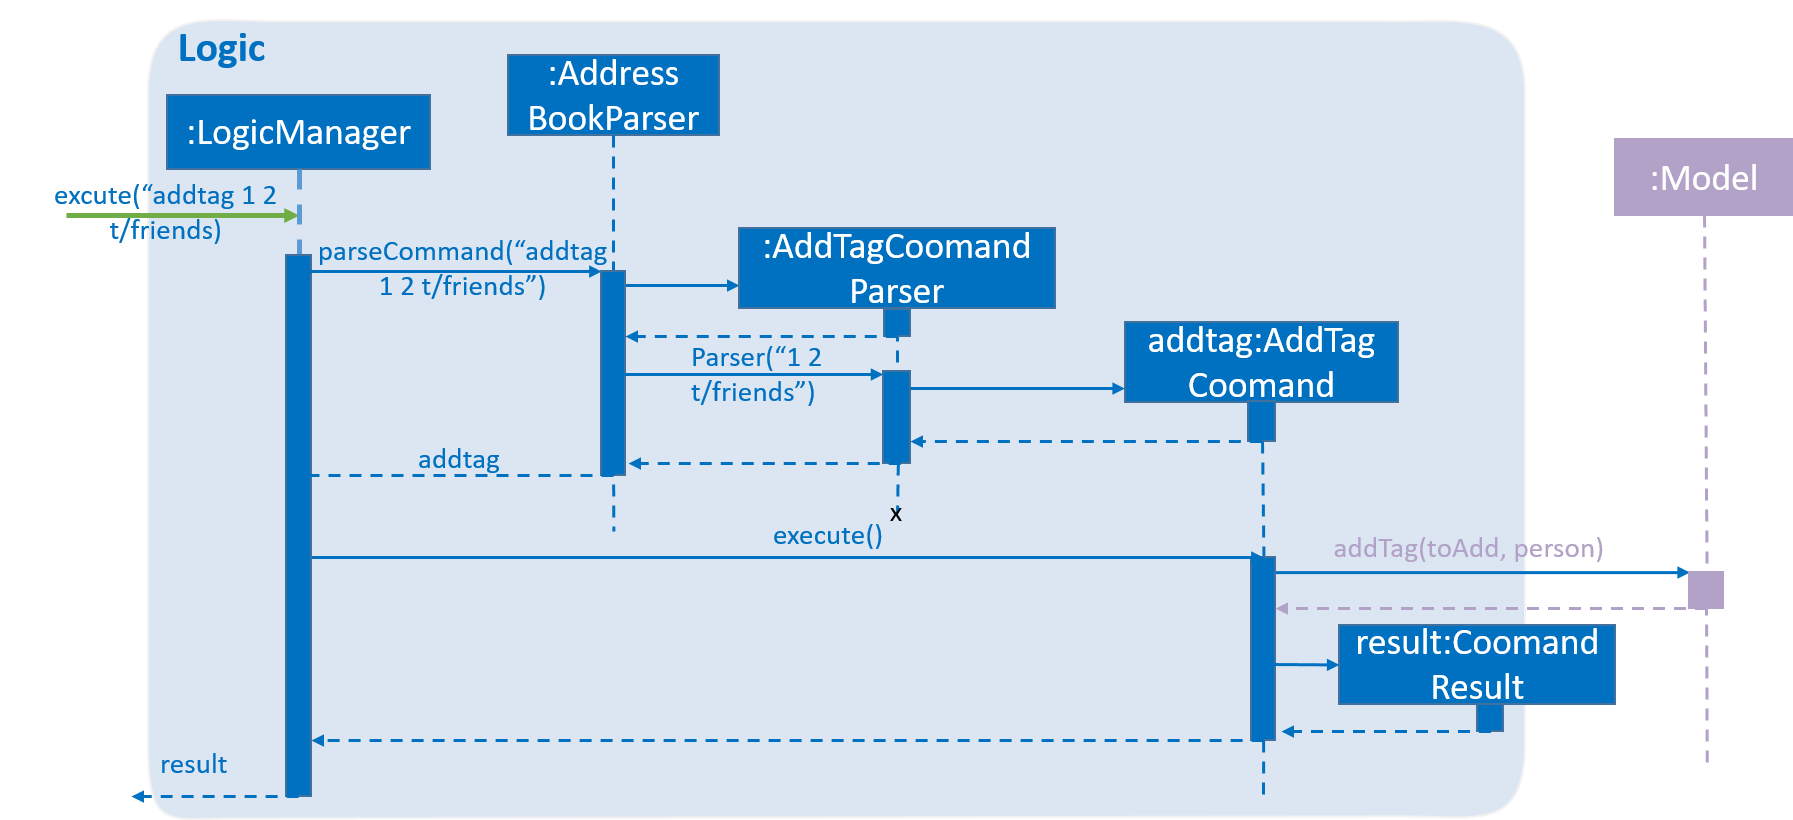 Logic
:Address
BookParser
:LogicManager
:Model
excute(“addtag 1 2
t/friends)
parseCommand(“addtag
1 2 t/friends”)
:AddTagCoomand
Parser
addtag:AddTag
Coomand
Parser(“1 2
t/friends”)
addtag
x
execute()
addTag(toAdd, person)
result:Coomand
Result
result